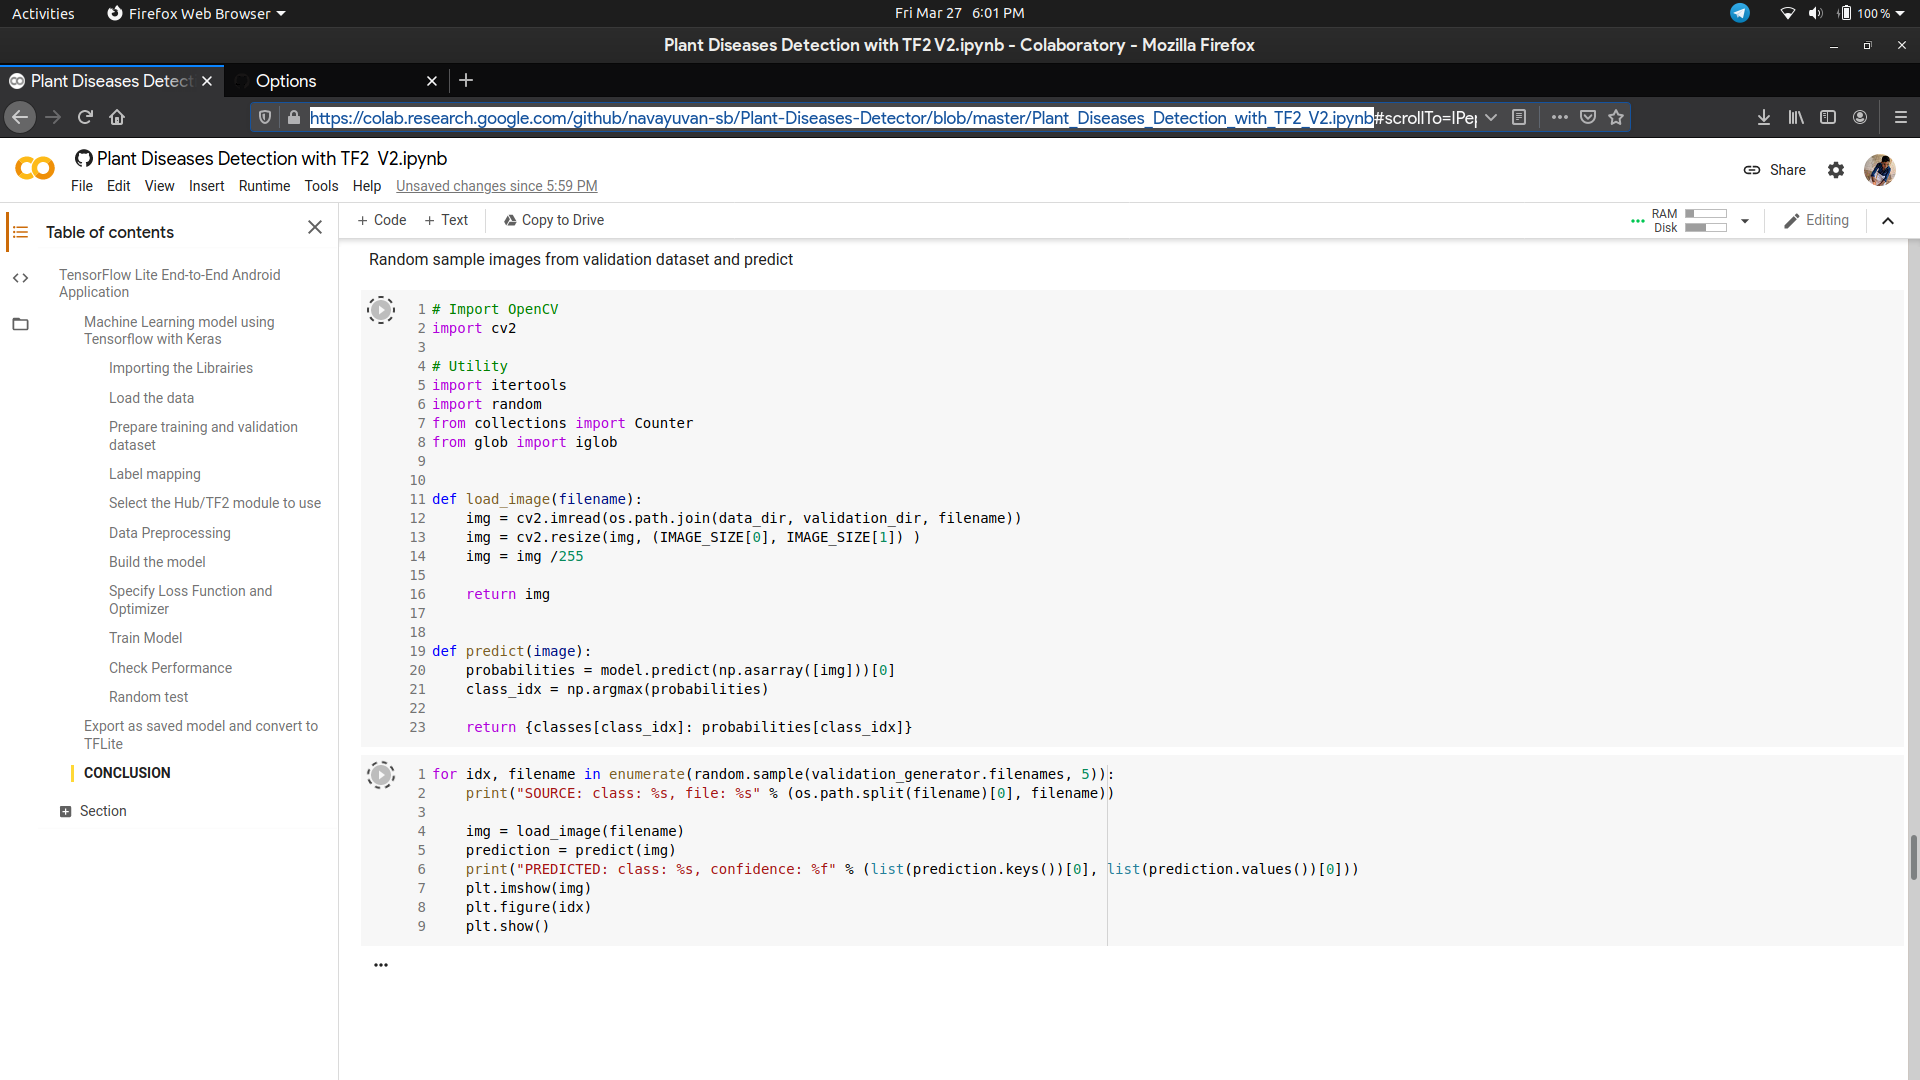 Activities Firefox Web Browser Fri Mar 27 6:01 PM 100 %
Plant Diseases Detection with TF2 V2.ipynb - Colaboratory - Mozilla Firefox
Plant Diseases Detect Options
https://colab.research.google.com/github/navayuvan-sb/Plant-Diseases-Detector/blob/master/Plant_Diseases_Detection_with_TF2_V2.ipynb#scrollTo=lPep
Plant Diseases Detection with TF2 V2.ipynb
File Edit View Insert Runtime Tools Help Unsaved changes since 5:59 PM
Share
+ Code + Text Copy to Drive
RAM
Disk
Editing
Table of contents
TensorFlow Lite End-to-End Android
Application
Machine Learning model using
Tensorflow with Keras
Importing the Librairies
Load the data
Prepare training and validation
dataset
Label mapping
Select the Hub/TF2 module to use
Data Preprocessing
Build the model
Specify Loss Function and
Optimizer
Train Model
Check Performance
Random test
Export as saved model and convert to
TFLite
CONCLUSION
Section
Random sample images from validation dataset and predict
1 # Import OpenCV
2 import cv2
3
4 # Utility
5 import itertools
6 import random
7 from collections import Counter
8 from glob import iglob
9
10
11 def load_image(filename):
12     img = cv2.imread(os.path.join(data_dir, validation_dir, filename))
13     img = cv2.resize(img, (IMAGE_SIZE[0], IMAGE_SIZE[1]) )
14     img = img /255
15
16     return img
17
18
19 def predict(image):
20     probabilities = model.predict(np.asarray([img]))[0]
21     class_idx = np.argmax(probabilities)
22
23     return {classes[class_idx]: probabilities[class_idx]}
1 for idx, filename in enumerate(random.sample(validation_generator.filenames, 5)):
2     print("SOURCE: class: %s, file: %s" % (os.path.split(filename)[0], filename))
3
4     img = load_image(filename)
5     prediction = predict(img)
6     print("PREDICTED: class: %s, confidence: %f" % (list(prediction.keys())[0], list(prediction.values())[0]))
7     plt.imshow(img)
8     plt.figure(idx)
9     plt.show()